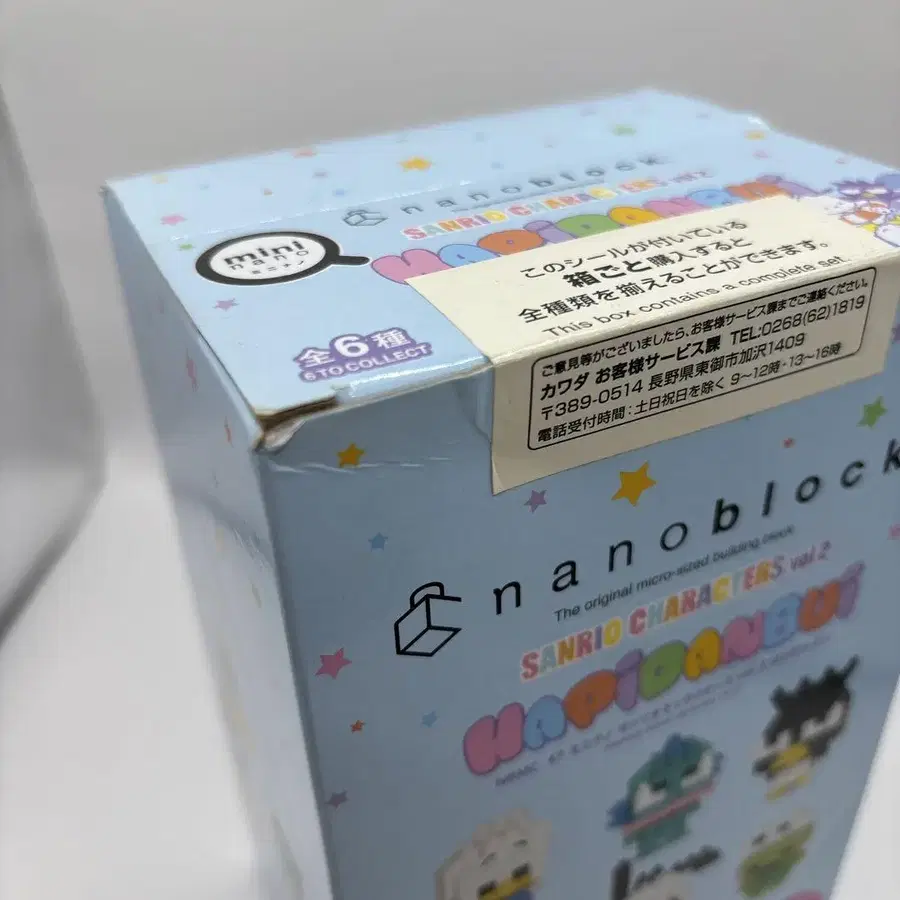 nanoblock
SANRIO CHARACTERS vol.2
HAPiDANBUi
mini
nano
ミニナノ
全6種
6 TO COLLECT
このシールが付いている
箱ごと購入すると
全種類を揃えることができます。
This box contains a complete set.
ご意見等がございましたら、お客様サービス課までご連絡ください。
カワダ お客様サービス課 TEL:0268(62)1819
〒389-0514 長野県東御市加沢1409
電話受付時間:土日祝日を除く 9〜12時・13〜16時
nanoblock
The original micro-sized building block
SANRIO CHARACTERS vol.2
HAPiDANBUi